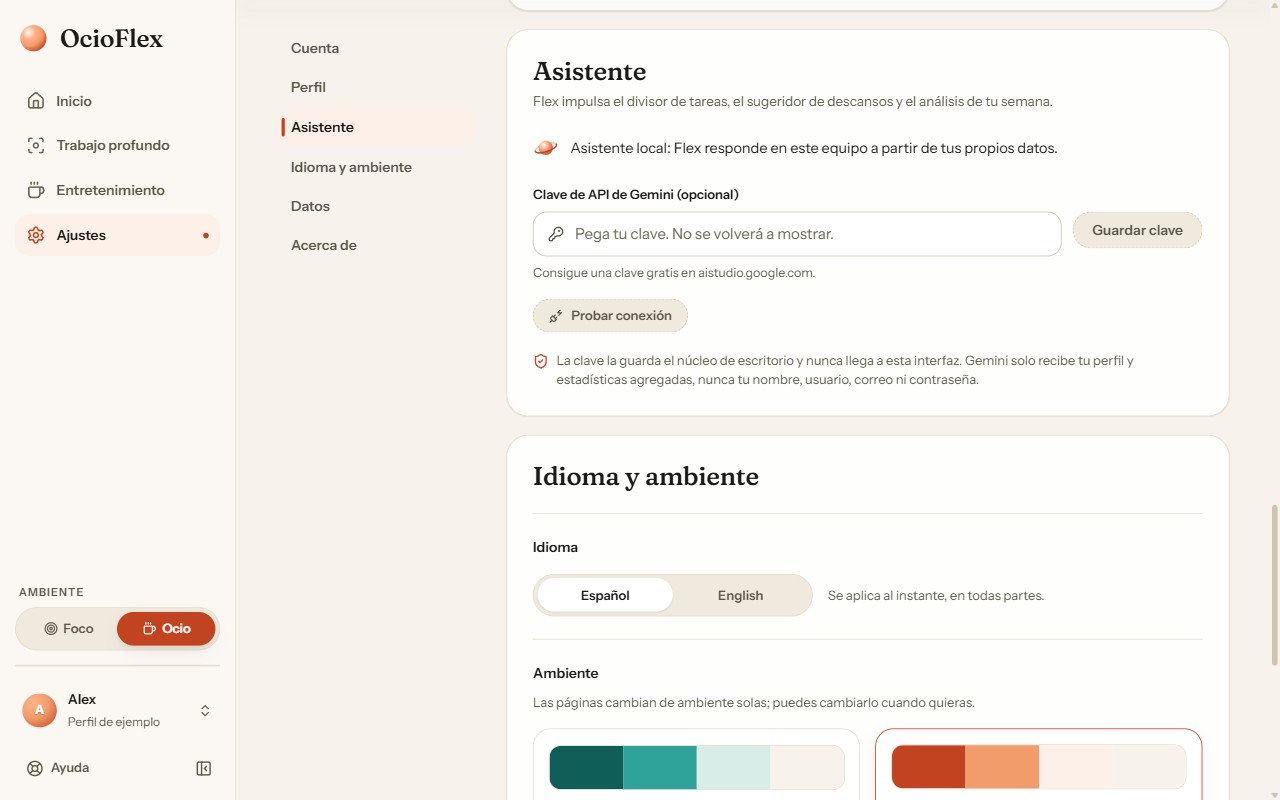 OcioFlex
Inicio
Trabajo profundo
Entretenimiento
Ajustes
AMBIENTE
Foco
Ocio
A
Alex
Perfil de ejemplo
Ayuda
Cuenta
Perfil
Asistente
Idioma y ambiente
Datos
Acerca de
Asistente
Flex impulsa el divisor de tareas, el sugeridor de descansos y el análisis de tu semana.
Asistente local: Flex responde en este equipo a partir de tus propios datos.
Clave de API de Gemini (opcional)
Pega tu clave. No se volverá a mostrar.
Guardar clave
Consigue una clave gratis en aistudio.google.com.
Probar conexión
La clave la guarda el núcleo de escritorio y nunca llega a esta interfaz. Gemini solo recibe tu perfil y
estadísticas agregadas, nunca tu nombre, usuario, correo ni contraseña.
Idioma y ambiente
Idioma
Español
English
Se aplica al instante, en todas partes.
Ambiente
Las páginas cambian de ambiente solas; puedes cambiarlo cuando quieras.